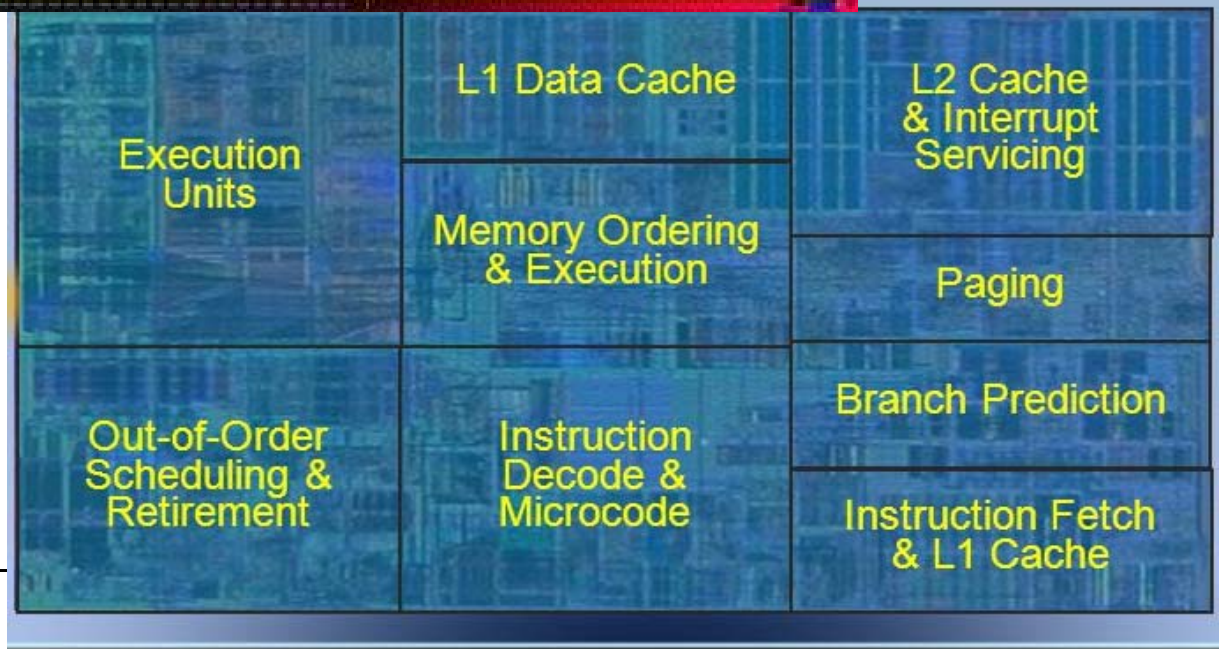 Execution
Units
L1 Data Cache
Memory Ordering
& Execution
L2 Cache
& Interrupt
Servicing
Paging
Out-of-Order
Scheduling &
Retirement
Instruction
Decode &
Microcode
Branch Prediction
Instruction Fetch
& L1 Cache